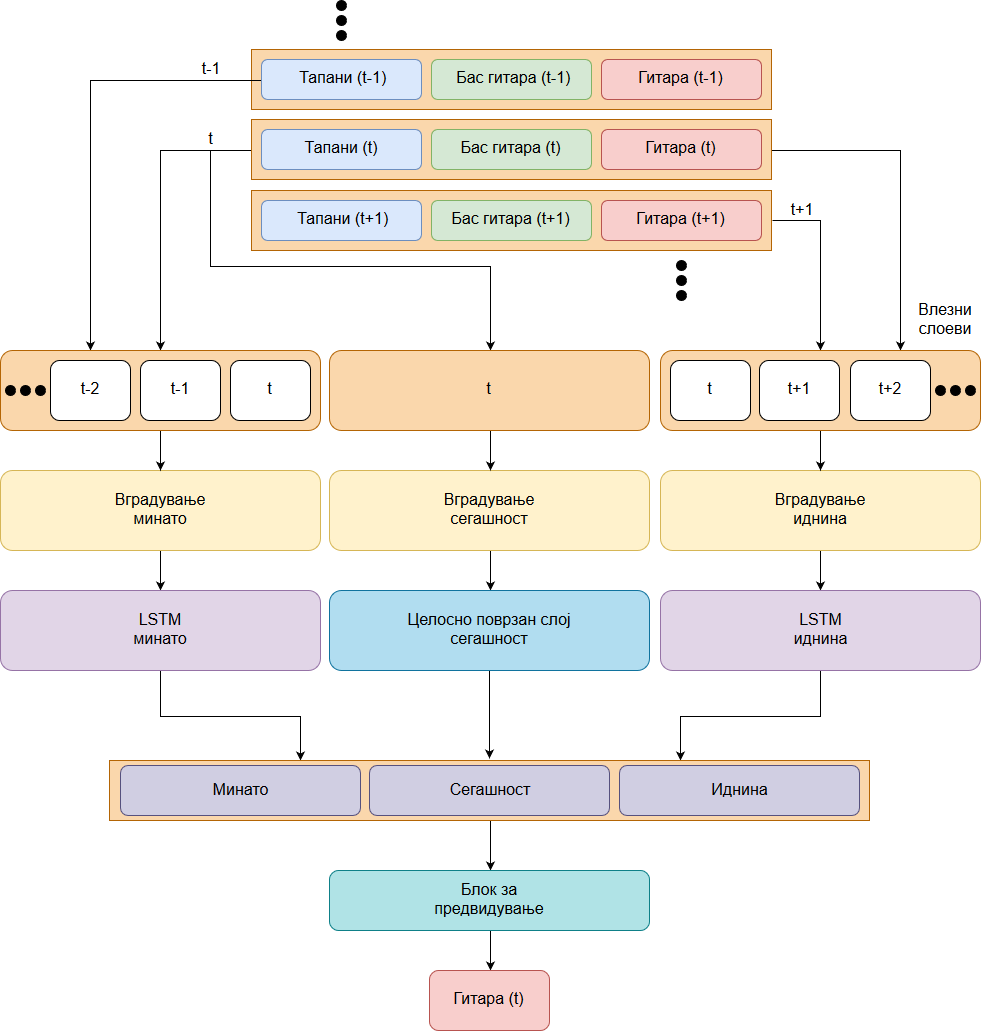 t-1
Тапани (t-1)
Бас гитара (t-1)
Гитара (t-1)
t
Тапани (t)
Бас гитара (t)
Гитара (t)
Тапани (t+1)
Бас гитара (t+1)
Гитара (t+1)
t+1
Влезни
слоеви
t-2
t-1
t
t
t
t+1
t+2
Вградување
минато
Вградување
сегашност
Вградување
иднина
LSTM
минато
Целосно поврзан слој
сегашност
LSTM
иднина
Минато
Сегашност
Иднина
Блок за
предвидување
Гитара (t)